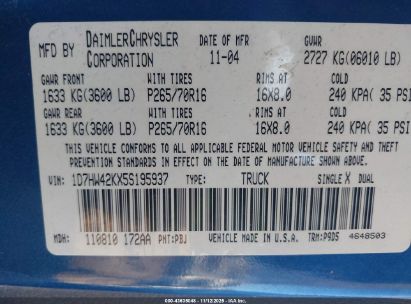 MFD BY DAIMLERCHRYSLER CORPORATION DATE OF MFR 11-04 GVWR 2727 KG(06010 LB)
GAWR FRONT WITH TIRES RIMS AT COLD
1633 KG(3600 LB) P265/70R16 16X8.0 240 KPA( 35 PSI
GAWR REAR WITH TIRES RIMS AT COLD
1633 KG(3600 LB) P265/70R16 16X8.0 240 KPA( 35 PSI
THIS VEHICLE CONFORMS TO ALL APPLICABLE FEDERAL MOTOR VEHICLE SAFETY AND THEFT
PREVENTION STANDARDS IN EFFECT ON THE DATE OF MANUFACTURE SHOWN ABOVE.
VIN: 1D7HW42KX5S195937 TYPE: TRUCK SINGLE X DUAL
MDH: 110810 172AA PNT:PBJ VEHICLE MADE IN U.S.A. TRM:P9D5 4648503